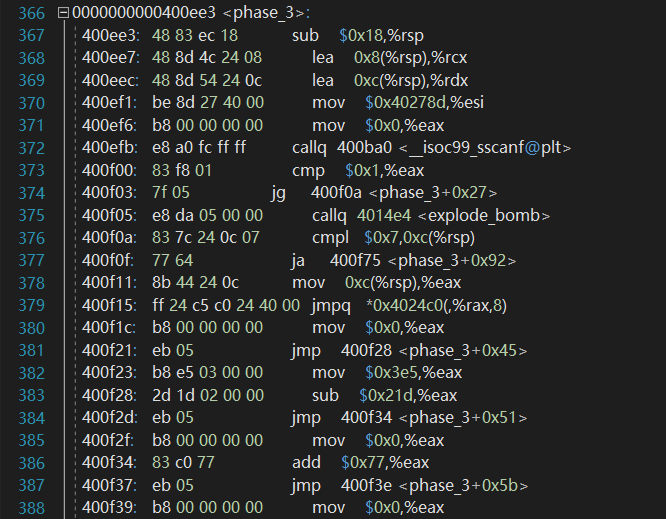 366 0000000000400ee3 <phase_3>:
367 400ee3: 48 83 ec 18 sub $0x18,%rsp
368 400ee7: 48 8d 4c 24 08 lea 0x8(%rsp),%rcx
369 400eec: 48 8d 54 24 0c lea 0xc(%rsp),%rdx
370 400ef1: be 8d 27 40 00 mov $0x40278d,%esi
371 400ef6: b8 00 00 00 00 mov $0x0,%eax
372 400efb: e8 a0 fc ff ff callq 400ba0 <__isoc99_sscanf@plt>
373 400f00: 83 f8 01 cmp $0x1,%eax
374 400f03: 7f 05 jg 400f0a <phase_3+0x27>
375 400f05: e8 da 05 00 00 callq 4014e4 <explode_bomb>
376 400f0a: 83 7c 24 0c 07 cmpl $0x7,0xc(%rsp)
377 400f0f: 77 64 ja 400f75 <phase_3+0x92>
378 400f11: 8b 44 24 0c mov 0xc(%rsp),%eax
379 400f15: ff 24 c5 c0 24 40 00 jmpq *0x4024c0(,%rax,8)
380 400f1c: b8 00 00 00 00 mov $0x0,%eax
381 400f21: eb 05 jmp 400f28 <phase_3+0x45>
382 400f23: b8 e5 03 00 00 mov $0x3e5,%eax
383 400f28: 2d 1d 02 00 00 sub $0x21d,%eax
384 400f2d: eb 05 jmp 400f34 <phase_3+0x51>
385 400f2f: b8 00 00 00 00 mov $0x0,%eax
386 400f34: 83 c0 77 add $0x77,%eax
387 400f37: eb 05 jmp 400f3e <phase_3+0x5b>
388 400f39: b8 00 00 00 00 mov $0x0,%eax